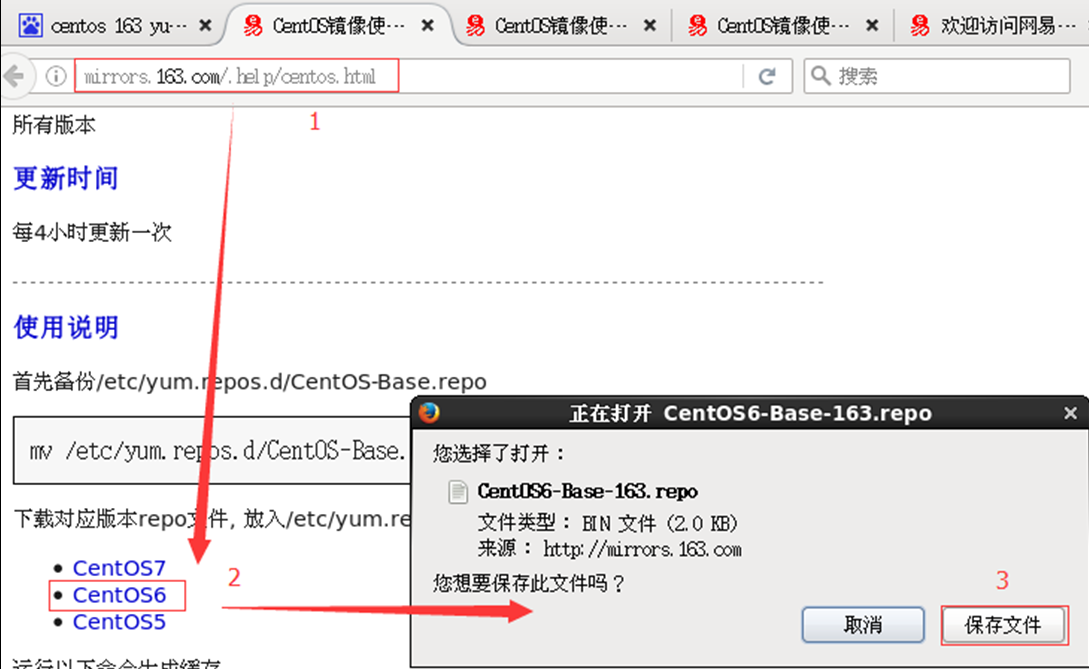 centos 163 yu···
CentOS镜像使···
CentOS镜像使···
CentOS镜像使···
欢迎访问网易···
mirrors.163.com/.help/centos.html
搜索
1
所有版本
更新时间
每4小时更新一次
使用说明
首先备份/etc/yum.repos.d/CentOS-Base.repo
mv /etc/yum.repos.d/CentOS-Base.
下载对应版本repo文件, 放入/etc/yum.re
CentOS7
CentOS6
2
CentOS5
运行以下命令生成缓存
正在打开 CentOS6-Base-163.repo
您选择了打开：
CentOS6-Base-163.repo
文件类型： BIN 文件 (2.0 KB)
来源： http://mirrors.163.com
您想要保存此文件吗？
3
取消
保存文件